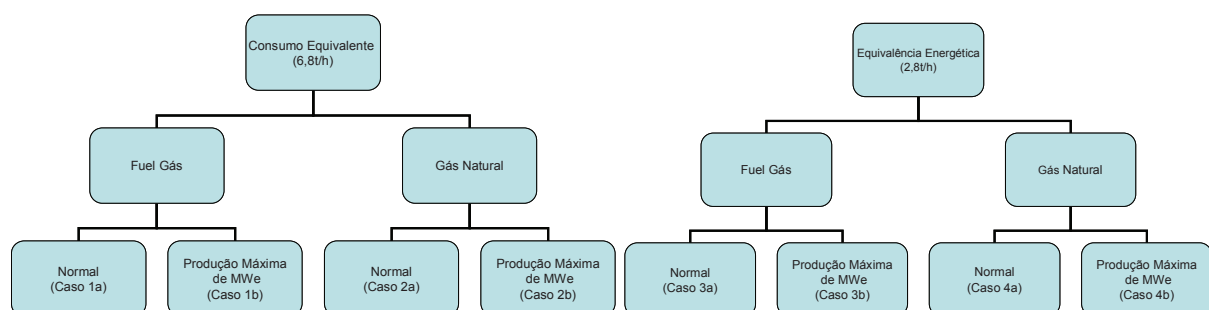 Consumo Equivalente
(6,8t/h)
Equivalência Energética
(2,8t/h)
Fuel Gás
Gás Natural
Fuel Gás
Gás Natural
Normal
(Caso 1a)
Produção Máxima
de MWe
(Caso 1b)
Normal
(Caso 2a)
Produção Máxima
de MWe
(Caso 2b)
Normal
(Caso 3a)
Produção Máxima
de MWe
(Caso 3b)
Normal
(Caso 4a)
Produção Máxima
de MWe
(Caso 4b)